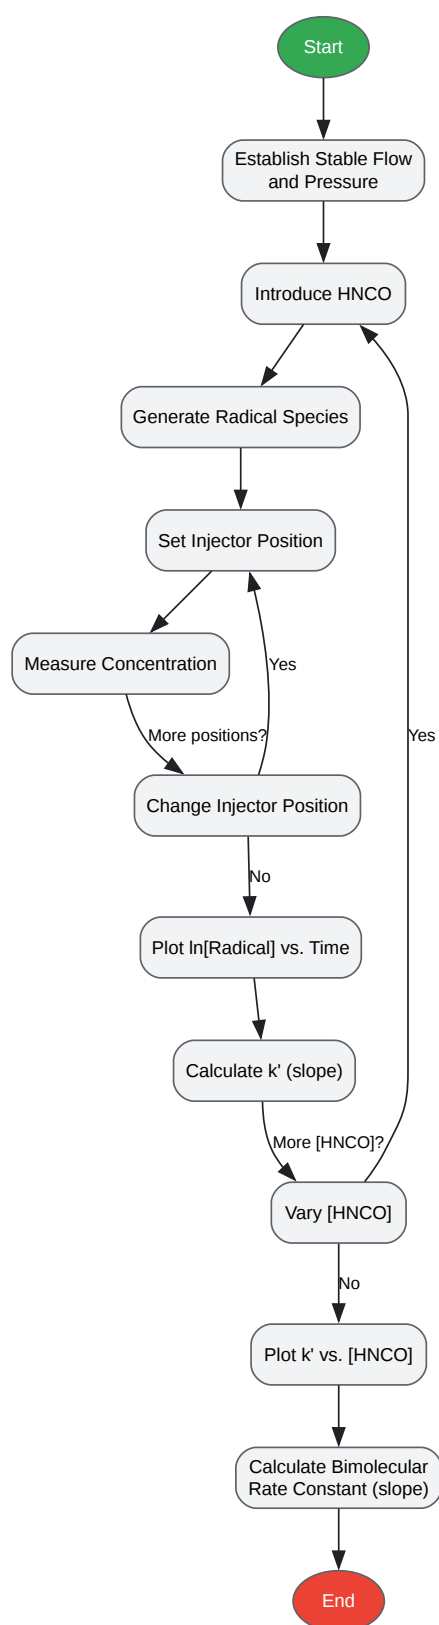 Start
Establish Stable Flow
and Pressure
Introduce HNCO
Generate Radical Species
Set Injector Position
Measure Concentration
Yes
More positions?
Yes
Change Injector Position
No
Plot ln[Radical] vs. Time
Calculate k' (slope)
More [HNCO]?
Vary [HNCO]
No
Plot k' vs. [HNCO]
Calculate Bimolecular
Rate Constant (slope)
End